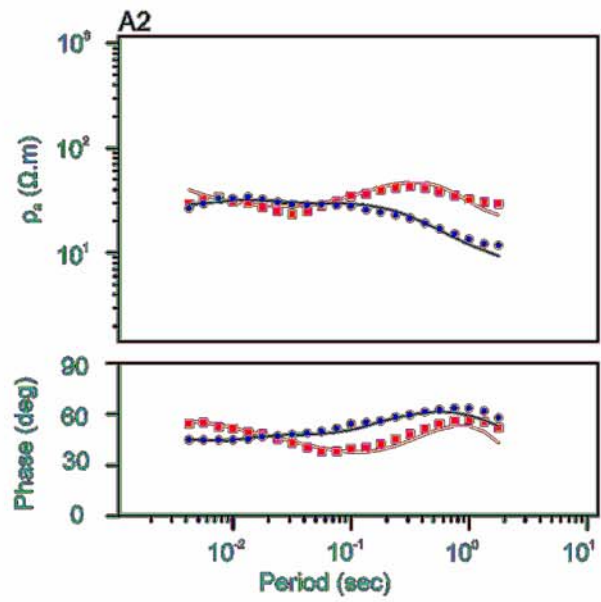 A2
10³
10²
10¹
ρₐ (Ω.m)
90
60
30
0
Phase (deg)
10⁻² 10⁻¹ 10⁰ 10¹
Period (sec)